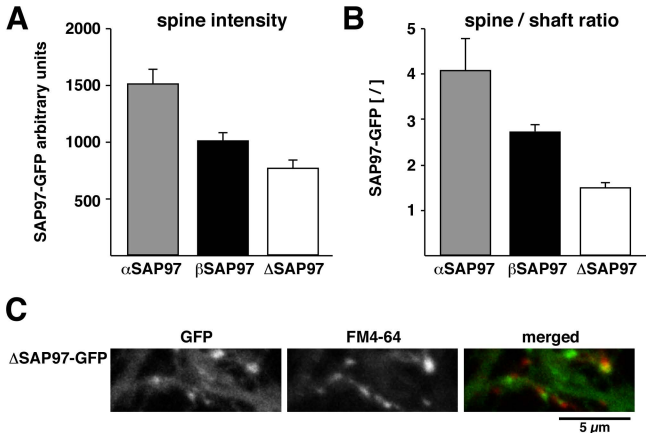 A
spine intensity
SAP97-GFP arbitrary units
2000
1500
1000
500
αSAP97 βSAP97 ΔSAP97
B
spine / shaft ratio
SAP97-GFP [ / ]
5
4
3
2
1
αSAP97 βSAP97 ΔSAP97
C
GFP FM4-64 merged
ΔSAP97-GFP
5 µm